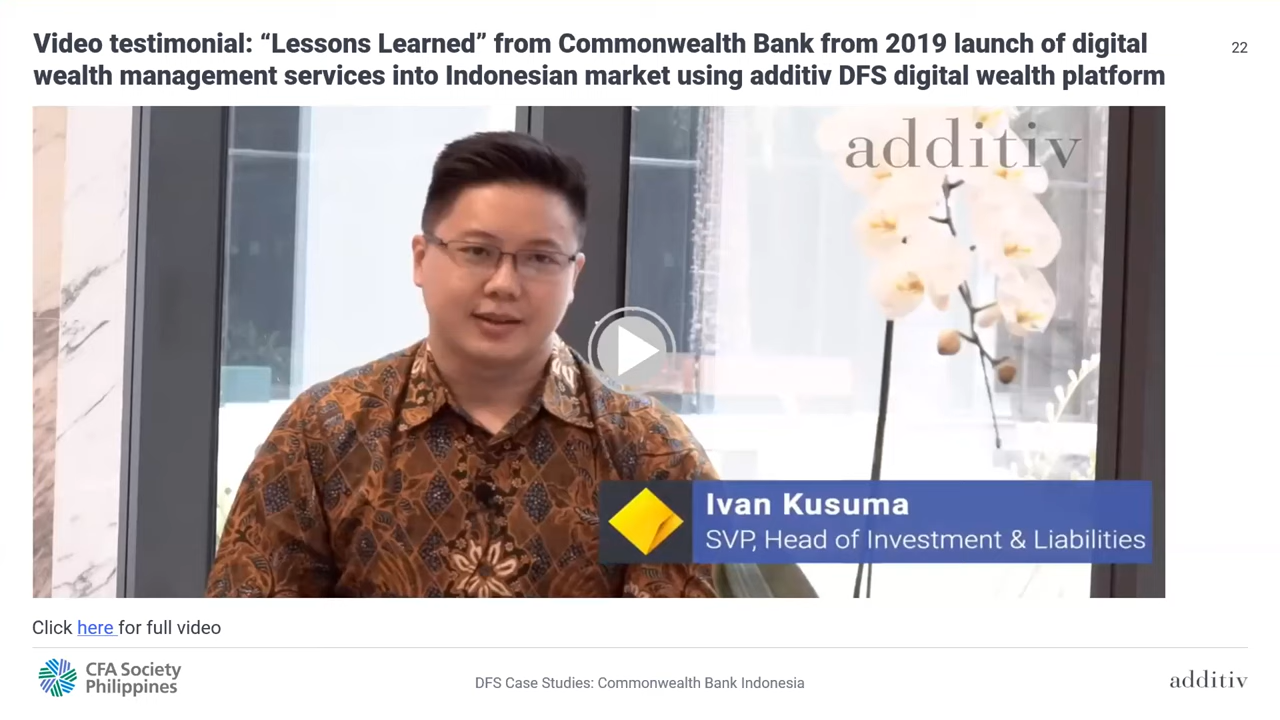 Video testimonial: “Lessons Learned” from Commonwealth Bank from 2019 launch of digital
wealth management services into Indonesian market using additiv DFS digital wealth platform
22
additiv
Ivan Kusuma
SVP, Head of Investment & Liabilities
Click here for full video
CFA Society
Philippines
DFS Case Studies: Commonwealth Bank Indonesia
additiv